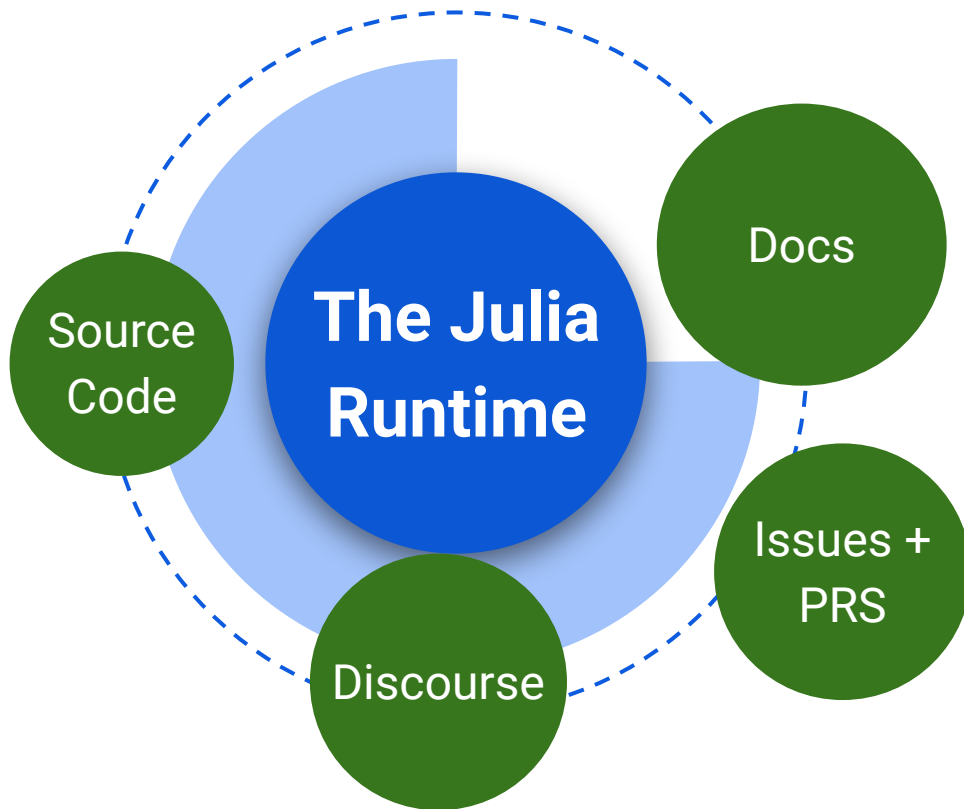 The Julia
Runtime
Docs
Source
Code
Issues +
PRS
Discourse